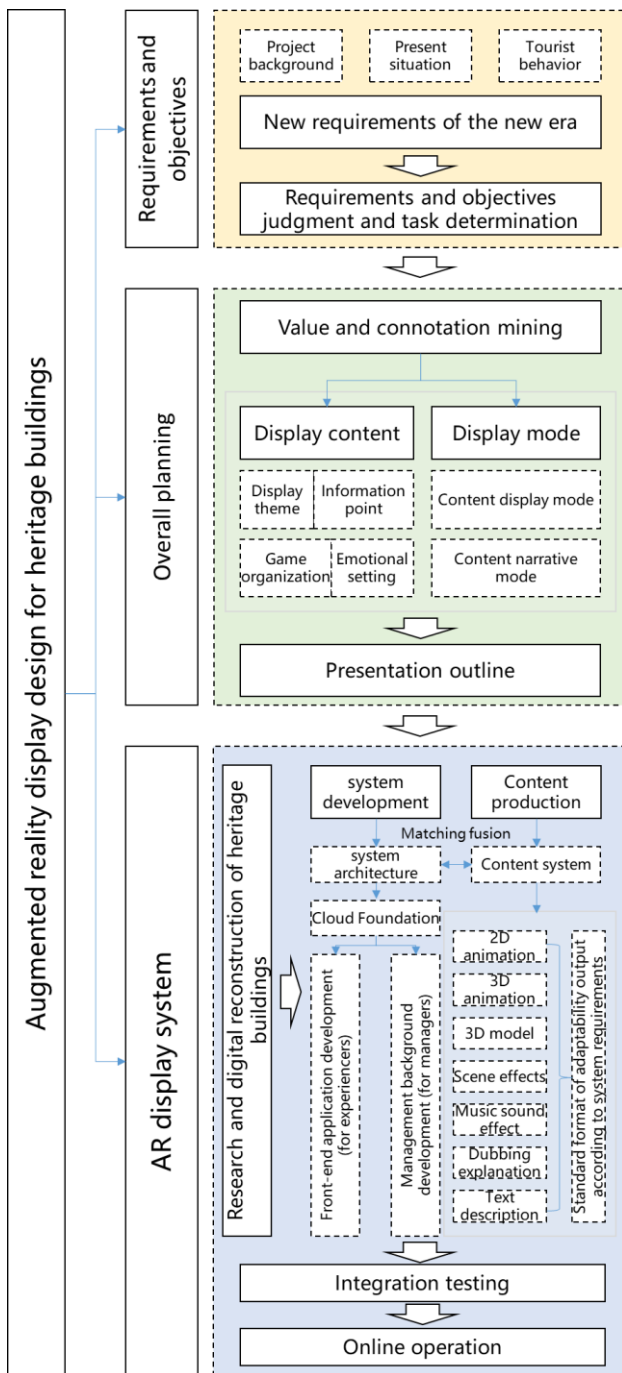 Augmented reality display design for heritage buildings
Requirements and
objectives
Project
background
Present
situation
Tourist
behavior
New requirements of the new era
Requirements and objectives
judgment and task determination
Overall planning
Value and connotation mining
Display content
Display mode
Display
theme
Information
point
Content display mode
Game
organization
Emotional
setting
Content narrative
mode
Presentation outline
AR display system
Research and digital reconstruction of heritage
buildings
system
development
Content
production
Matching fusion
system
architecture
Content system
Cloud Foundation
Front-end application development
(for experiencers)
Management background
development (for managers)
2D
animation
3D
animation
3D model
Scene effects
Music sound
effect
Dubbing
explanation
Text
description
Standard format of adaptability output
according to system requirements
Integration testing
Online operation